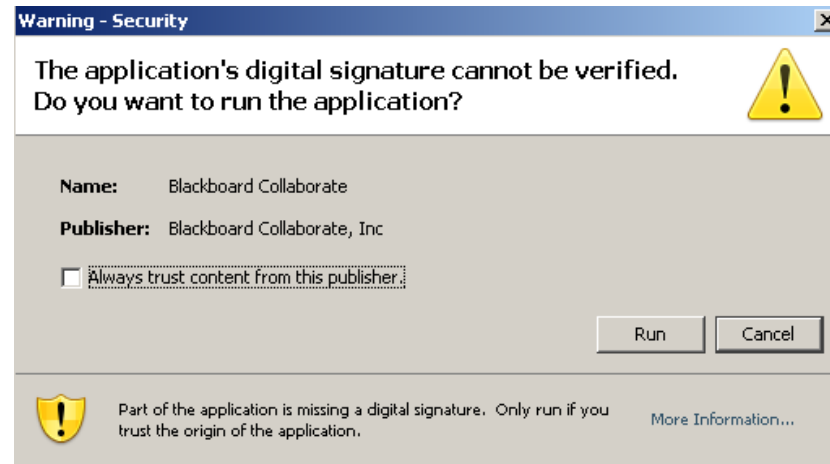 Warning - Security
The application's digital signature cannot be verified.
Do you want to run the application?
Name: Blackboard Collaborate
Publisher: Blackboard Collaborate, Inc
Always trust content from this publisher.
Run Cancel
Part of the application is missing a digital signature. Only run if you
trust the origin of the application.
More Information...